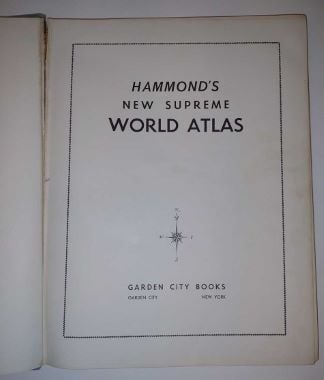 HAMMOND'S
NEW SUPREME
WORLD ATLAS
GARDEN CITY BOOKS
GARDEN CITY NEW YORK